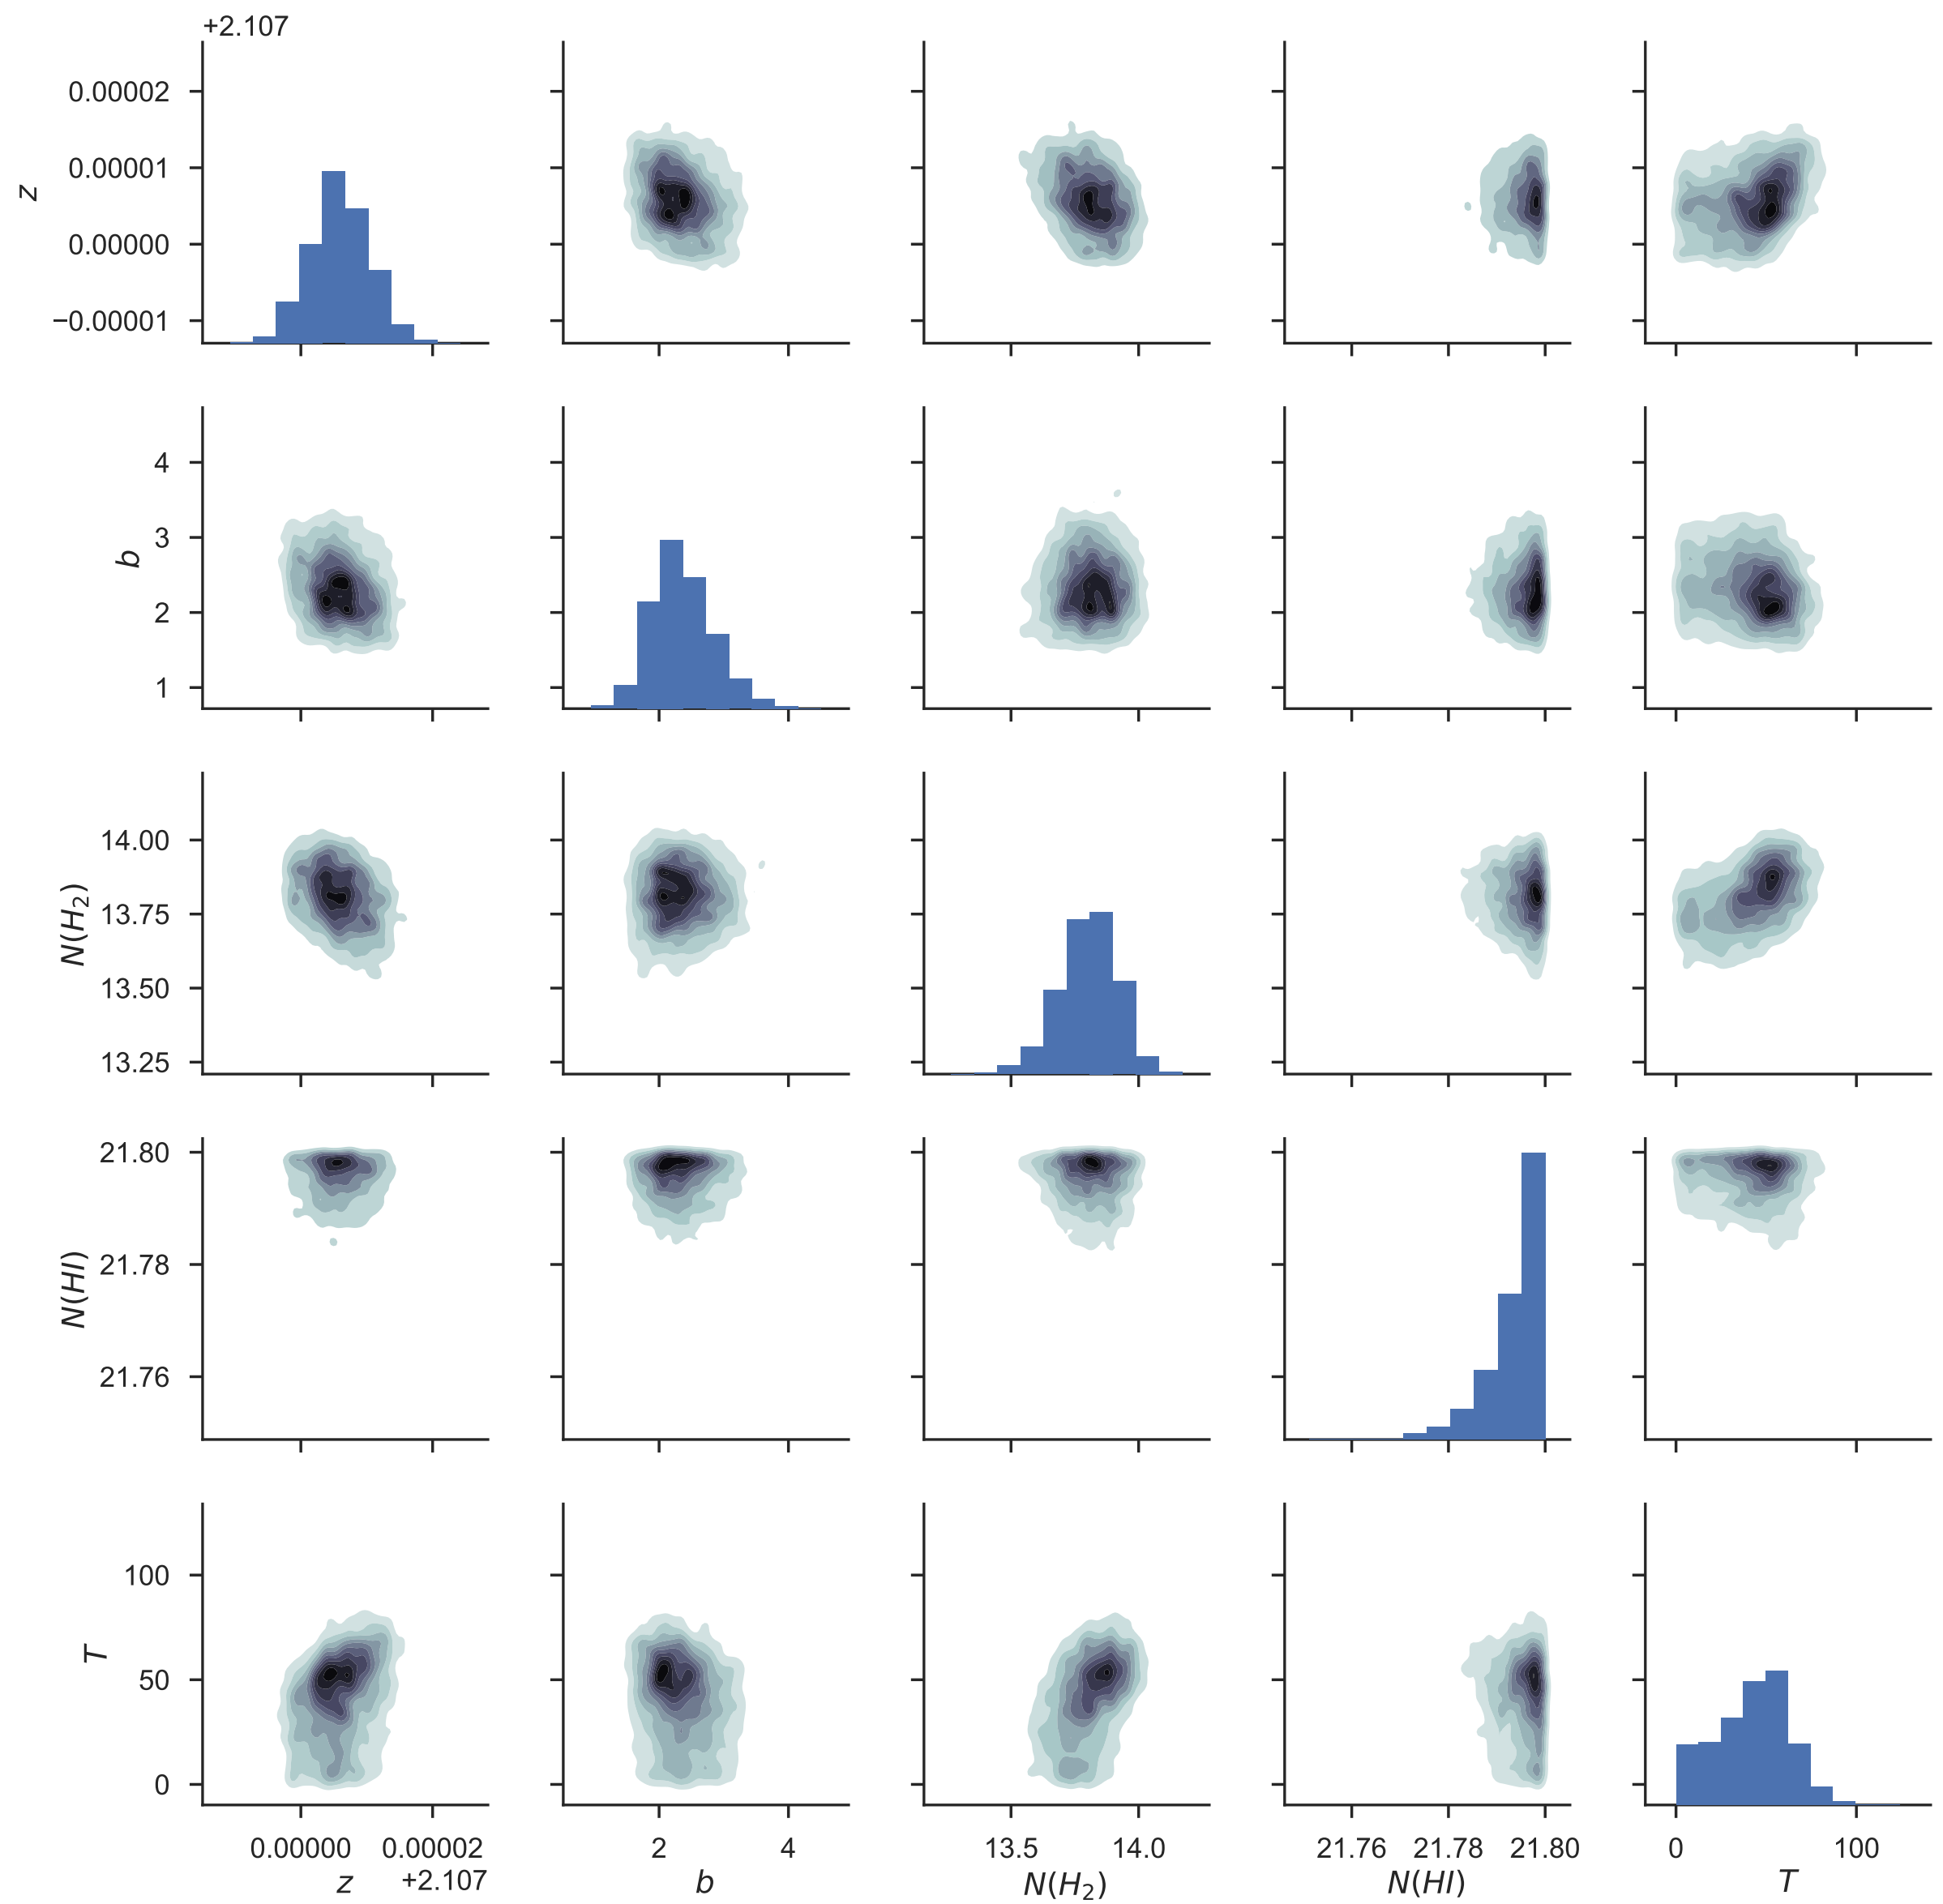 +2.107
0.00002
0.00001
z
0.00000
−0.00001
4
3
b
2
1
14.00
N(H₂)
13.75
13.50
13.25
21.80
N(HI)
21.78
21.76
100
T
50
0
0.00000 0.00002 2 4 13.5 14.0 21.76 21.78 21.80 0 100
z +2.107 b N(H₂) N(HI) T